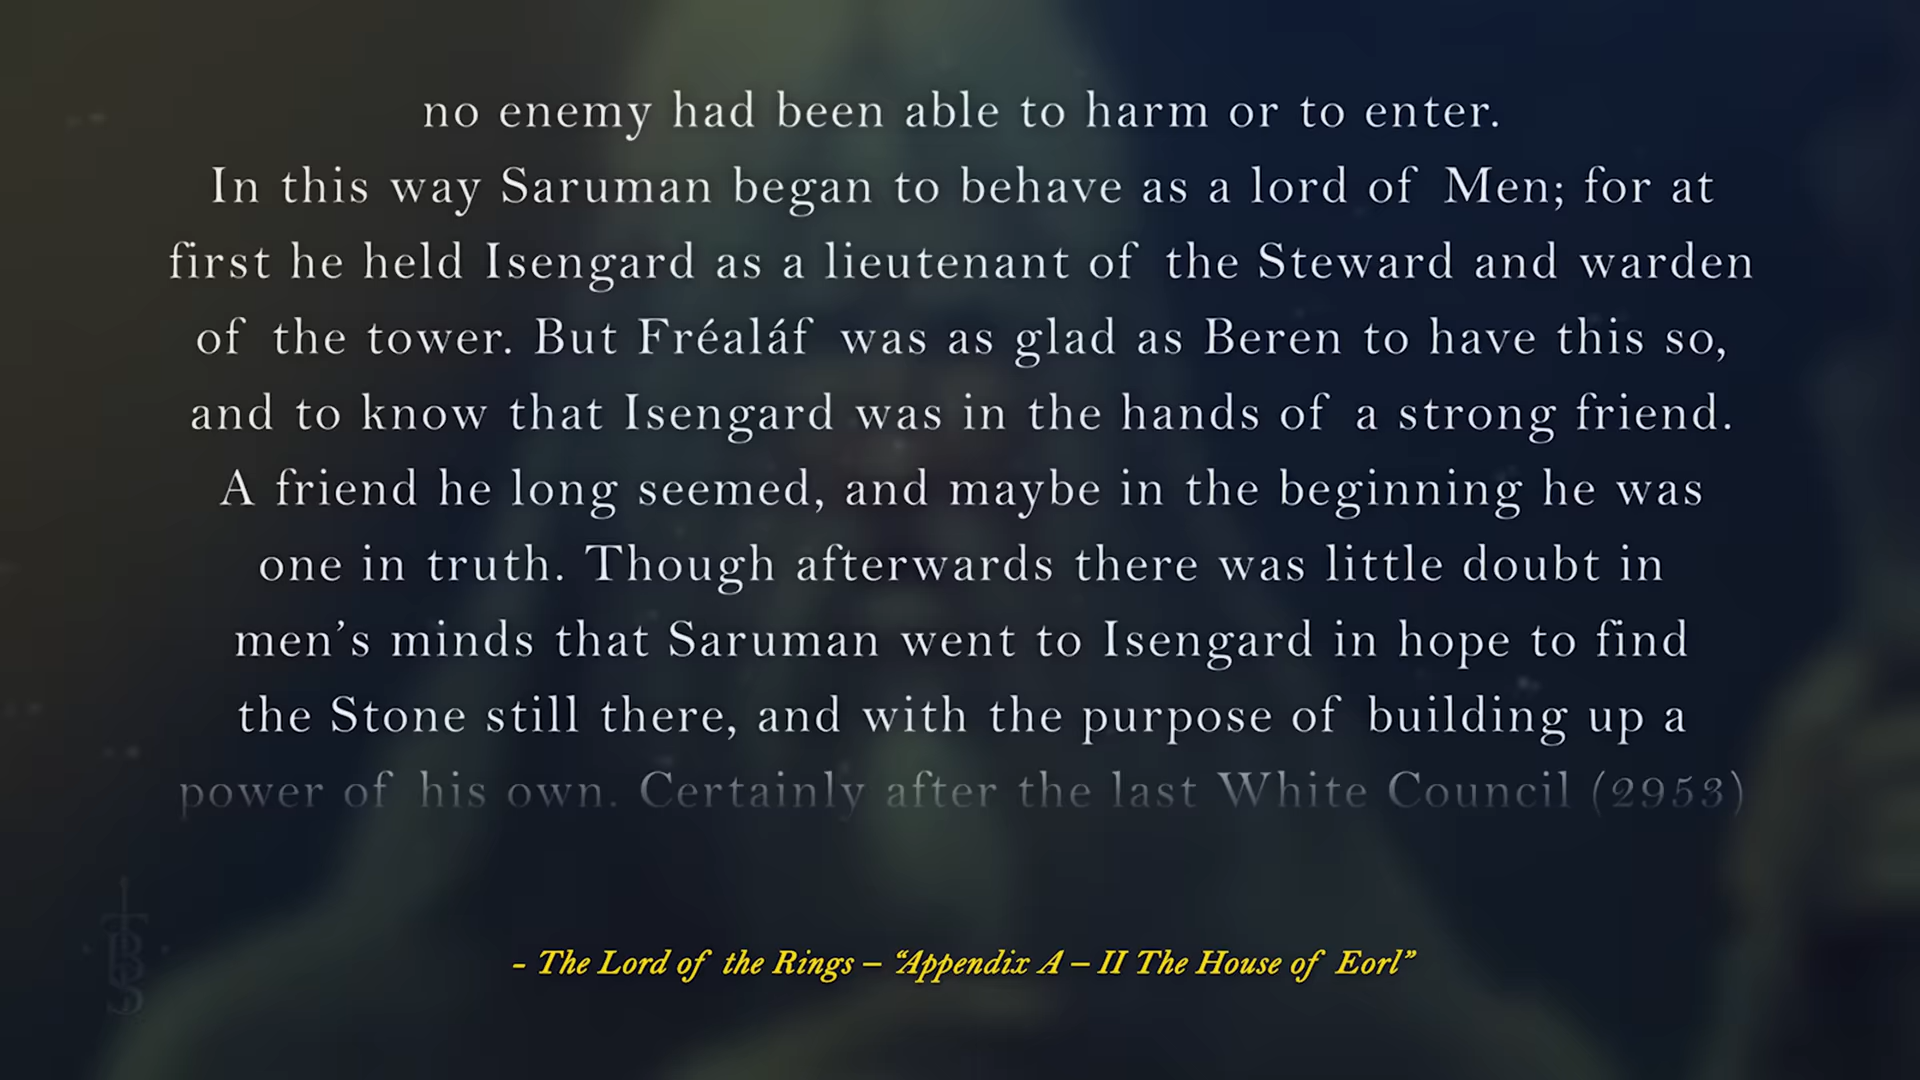 no enemy had been able to harm or to enter.
In this way Saruman began to behave as a lord of Men; for at
first he held Isengard as a lieutenant of the Steward and warden
of the tower. But Fréaláf was as glad as Beren to have this so,
and to know that Isengard was in the hands of a strong friend.
A friend he long seemed, and maybe in the beginning he was
one in truth. Though afterwards there was little doubt in
men’s minds that Saruman went to Isengard in hope to find
the Stone still there, and with the purpose of building up a
power of his own. Certainly after the last White Council (2953)
- The Lord of the Rings – “Appendix A – II The House of Eorl”